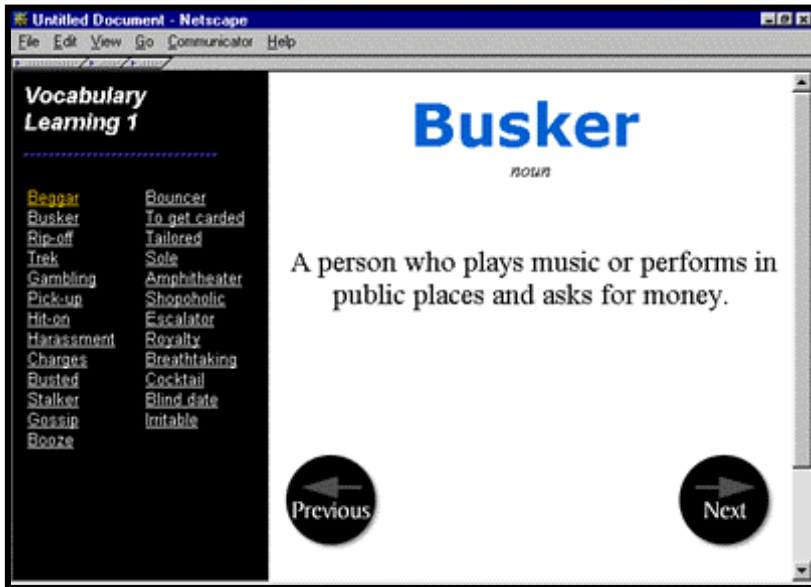 Untitled Document - Netscape
File Edit View Go Communicator Help
Vocabulary
Learning 1
Beggar
Busker
Rip-off
Trek
Gambling
Pick-up
Hit-on
Harassment
Charges
Busted
Stalker
Gossip
Booze
Bouncer
To get carded
Tailored
Sole
Amphitheater
Shopoholic
Escalator
Royalty
Breathtaking
Cocktail
Blind date
Irritable
Busker
noun
A person who plays music or performs in
public places and asks for money.
Previous
Next